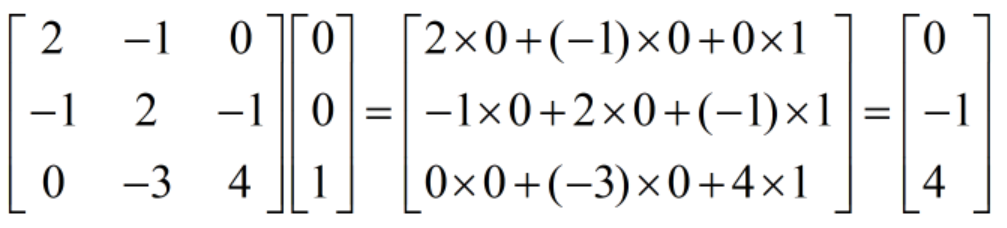 [2 −1 0] [0] [2×0+(−1)×0+0×1] [0]
[−1 2 −1] [0] = [−1×0+2×0+(−1)×1] = [−1]
[0 −3 4] [1] [0×0+(−3)×0+4×1] [4]